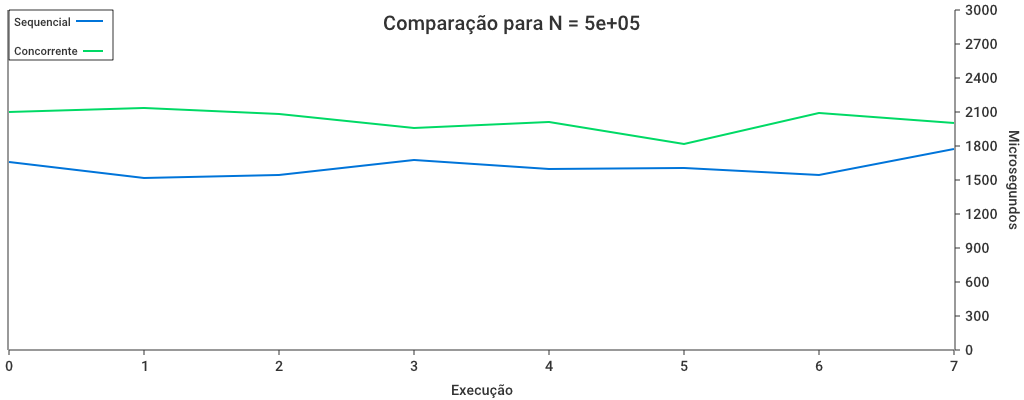 Comparação para N = 5e+05
Sequencial
Concorrente
3000
2700
2400
2100
1800
1500
1200
900
600
300
0
Microsegundos
0 1 2 3 4 5 6 7
Execução